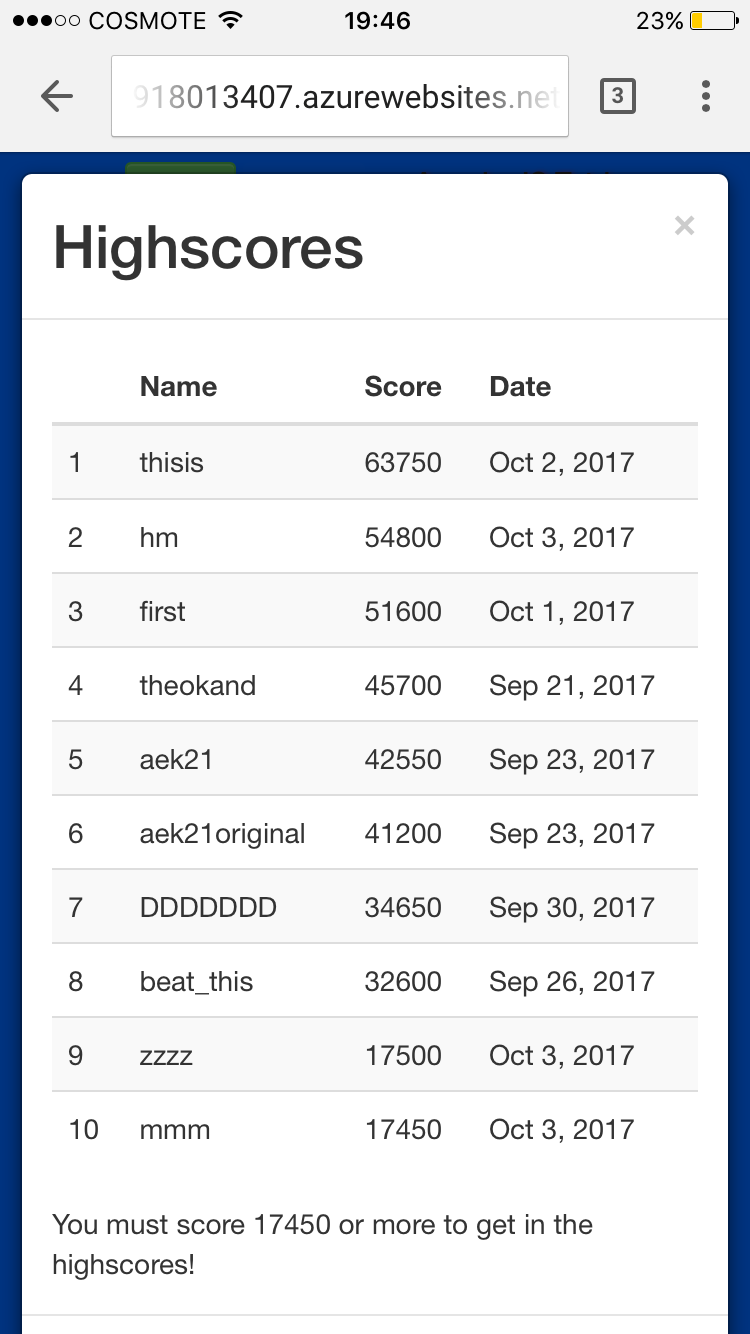 COSMOTE 19:46 23%
918013407.azurewebsites.net 3
Highscores ×
Name Score Date
1 thisis 63750 Oct 2, 2017
2 hm 54800 Oct 3, 2017
3 first 51600 Oct 1, 2017
4 theokand 45700 Sep 21, 2017
5 aek21 42550 Sep 23, 2017
6 aek21original 41200 Sep 23, 2017
7 DDDDDDD 34650 Sep 30, 2017
8 beat_this 32600 Sep 26, 2017
9 zzzz 17500 Oct 3, 2017
10 mmm 17450 Oct 3, 2017
You must score 17450 or more to get in the
highscores!